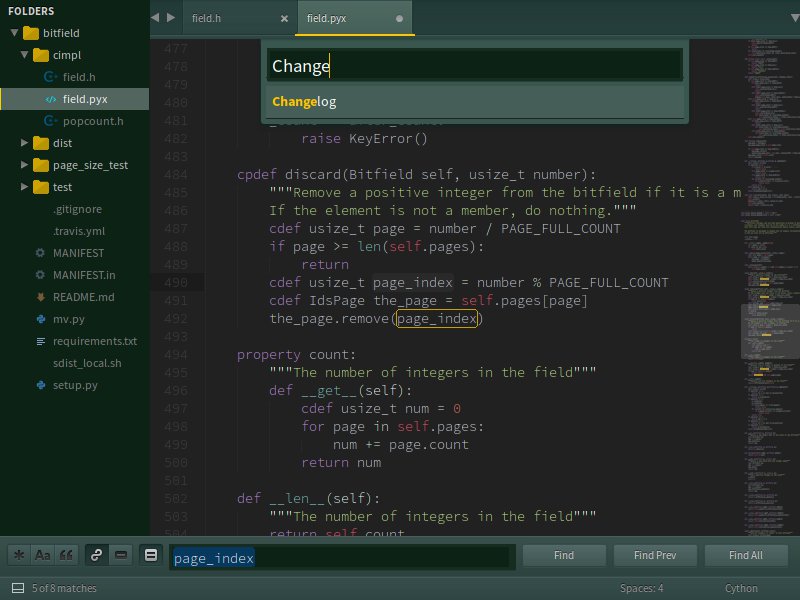 FOLDERS
bitfield
cimpl
field.h
field.pyx
popcount.h
dist
page_size_test
test
.gitignore
.travis.yml
MANIFEST
MANIFEST.in
README.md
mv.py
requirements.txt
sdist_local.sh
setup.py
field.h ×
field.pyx
Change
Changelog
477
478
479
480
481
482 raise KeyError()
483
484 cpdef discard(Bitfield self, usize_t number):
485 """Remove a positive integer from the bitfield if it is a m
486 If the element is not a member, do nothing."""
487 cdef usize_t page = number / PAGE_FULL_COUNT
488 if page >= len(self.pages):
489 return
490 cdef usize_t page_index = number % PAGE_FULL_COUNT
491 cdef IdsPage the_page = self.pages[page]
492 the_page.remove(page_index)
493
494 property count:
495 """The number of integers in the field"""
496 def __get__(self):
497 cdef usize_t num = 0
498 for page in self.pages:
499 num += page.count
500 return num
501
502 def __len__(self):
503 """The number of integers in the field"""
504 return self.count
Aa
page_index
Find
Find Prev
Find All
5 of 8 matches
Spaces: 4
Cython